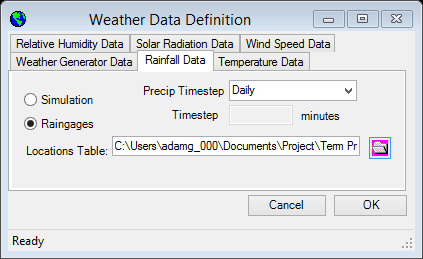 Weather Data Definition
Relative Humidity Data Solar Radiation Data Wind Speed Data
Weather Generator Data Rainfall Data Temperature Data
Simulation
Precip Timestep Daily
Raingages
Timestep minutes
Locations Table: C:\Users\adamg_000\Documents\Project\Term Pr
Cancel OK
Ready